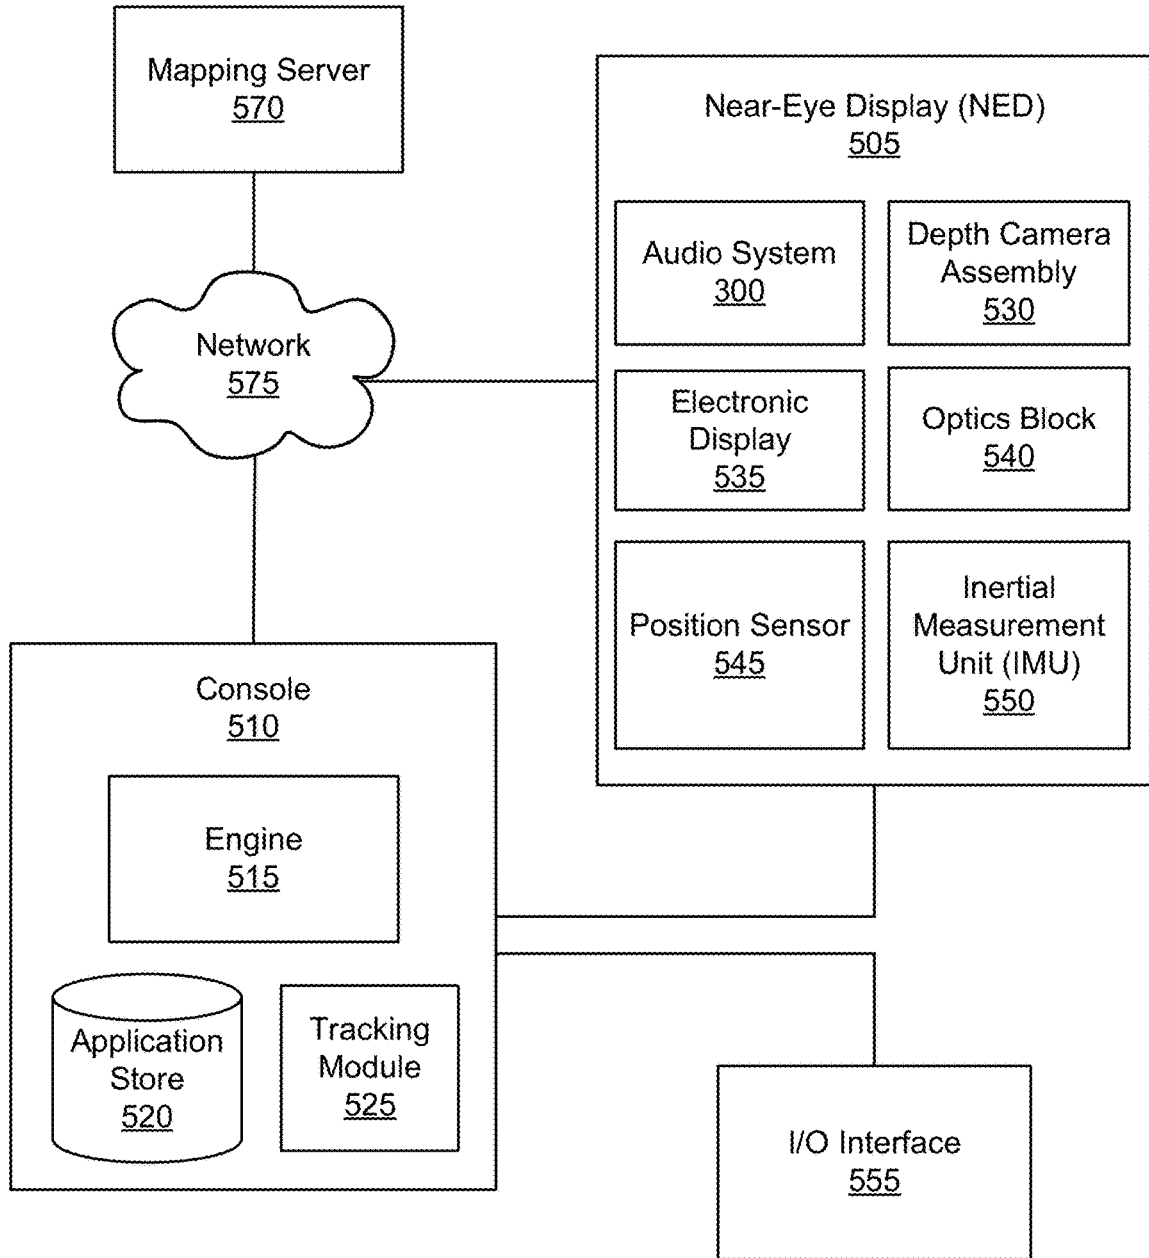 Mapping Server
570
Near-Eye Display (NED)
505
Audio System
300
Depth Camera
Assembly
530
Network
575
Electronic
Display
535
Optics Block
540
Position Sensor
545
Inertial
Measurement
Unit (IMU)
550
Console
510
Engine
515
Application
Store
520
Tracking
Module
525
I/O Interface
555